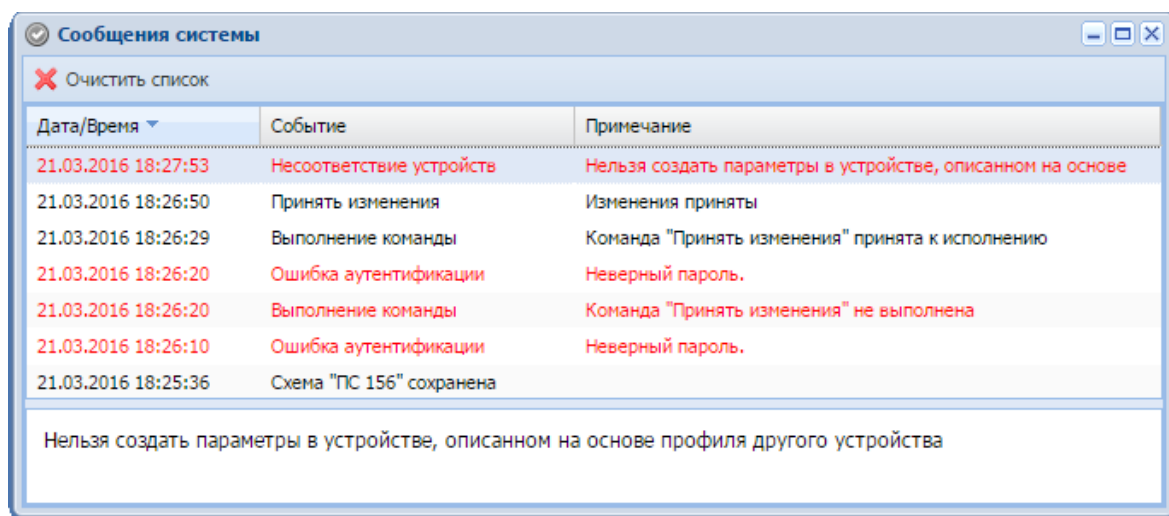 Сообщения системы
Очистить список
Дата/Время Событие Примечание
21.03.2016 18:27:53 Несоответствие устройств Нельзя создать параметры в устройстве, описанном на основе
21.03.2016 18:26:50 Принять изменения Изменения приняты
21.03.2016 18:26:29 Выполнение команды Команда "Принять изменения" принята к исполнению
21.03.2016 18:26:20 Ошибка аутентификации Неверный пароль.
21.03.2016 18:26:20 Выполнение команды Команда "Принять изменения" не выполнена
21.03.2016 18:26:10 Ошибка аутентификации Неверный пароль.
21.03.2016 18:25:36 Схема "ПС 156" сохранена
Нельзя создать параметры в устройстве, описанном на основе профиля другого устройства